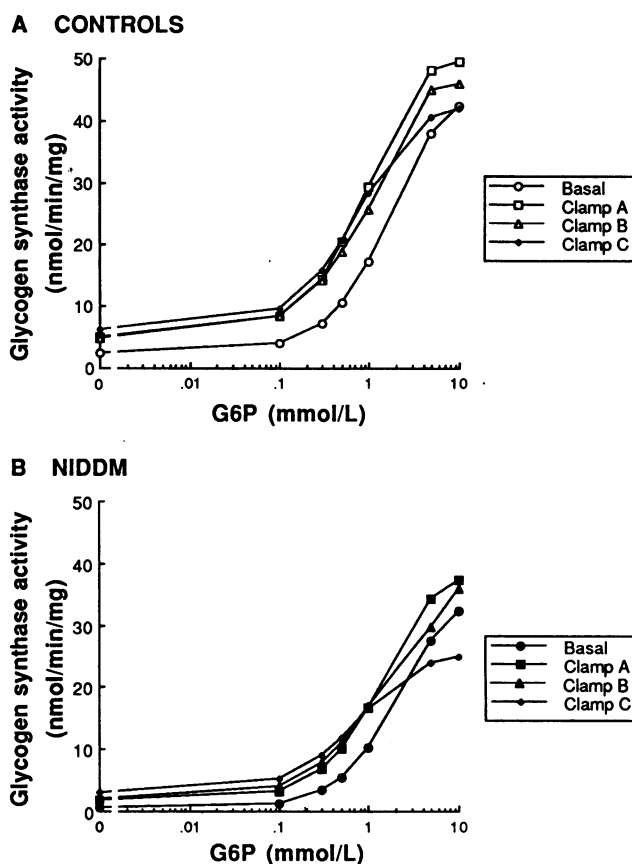 A CONTROLS
Glycogen synthase activity
(nmol/min/mg)
50
40
30
20
10
0
0 .01 .1 1 10
G6P (mmol/L)
Basal
Clamp A
Clamp B
Clamp C
B NIDDM
Glycogen synthase activity
(nmol/min/mg)
50
40
30
20
10
0
0 .01 .1 1 10
G6P (mmol/L)
Basal
Clamp A
Clamp B
Clamp C